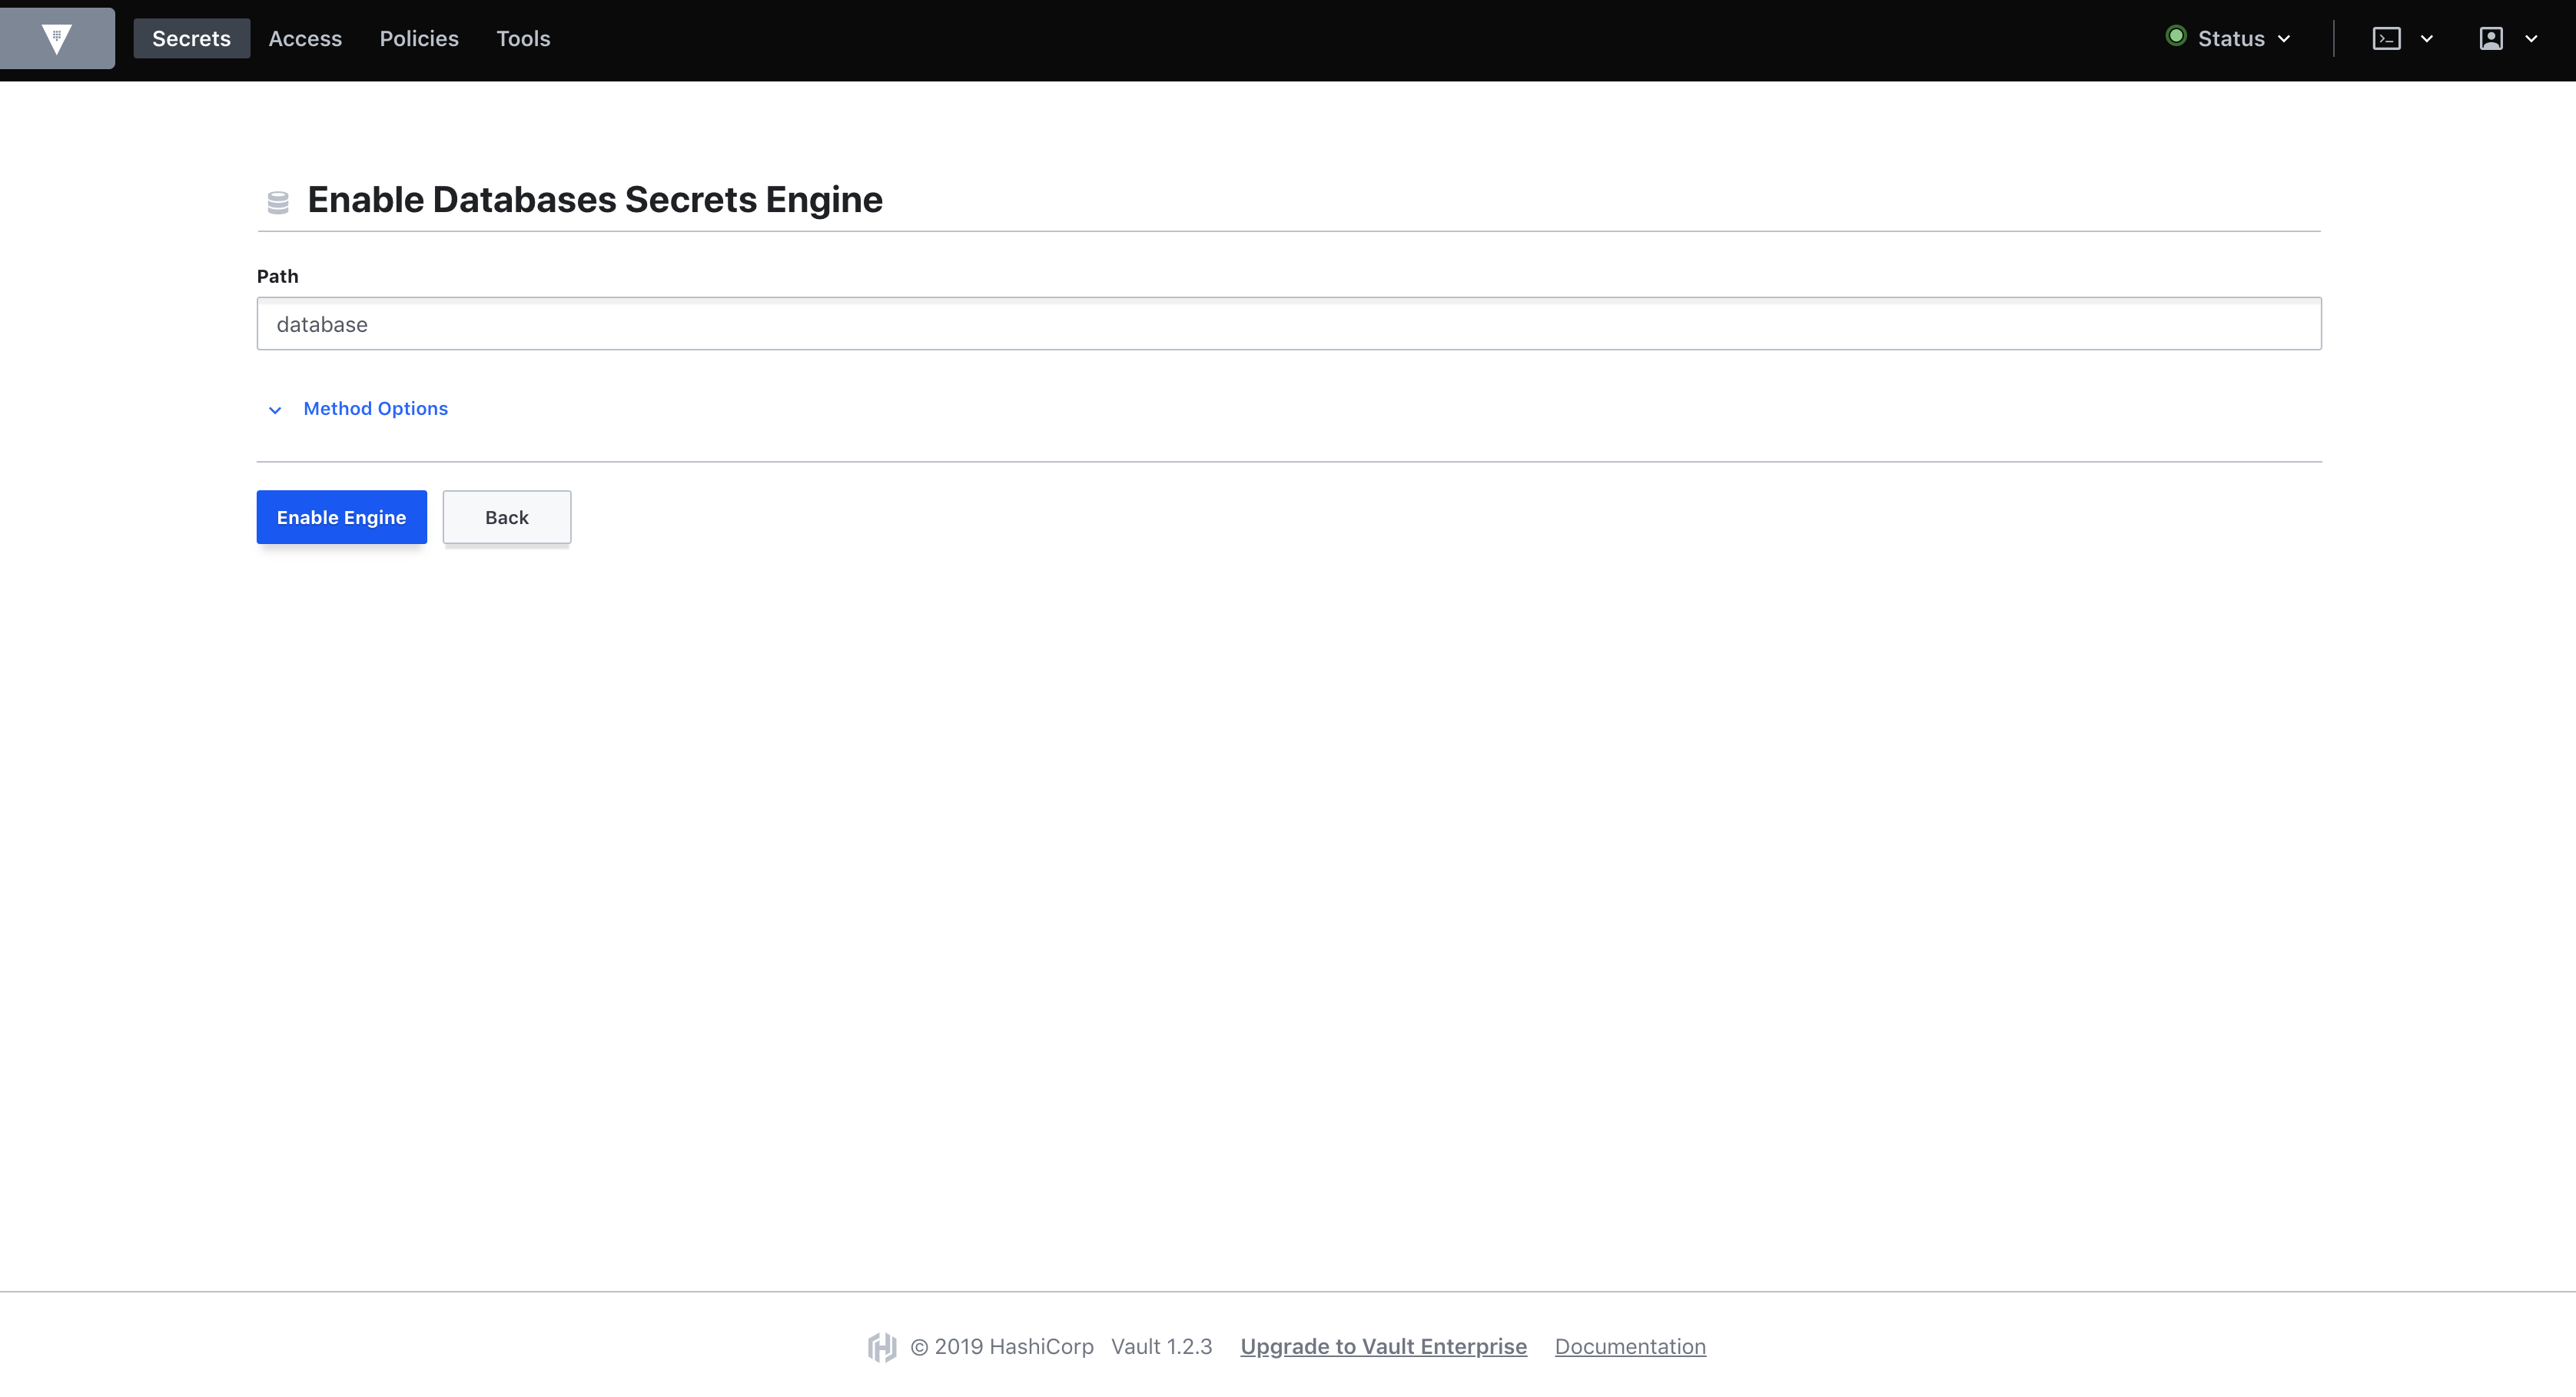 Secrets Access Policies Tools Status
Enable Databases Secrets Engine
Path
database
Method Options
Enable Engine Back
© 2019 HashiCorp Vault 1.2.3 Upgrade to Vault Enterprise Documentation